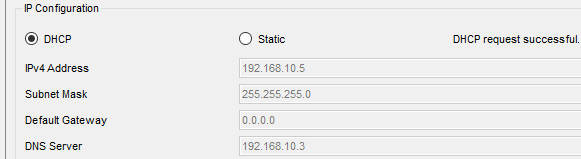 IP Configuration
DHCP Static DHCP request successful.
IPv4 Address 192.168.10.5
Subnet Mask 255.255.255.0
Default Gateway 0.0.0.0
DNS Server 192.168.10.3